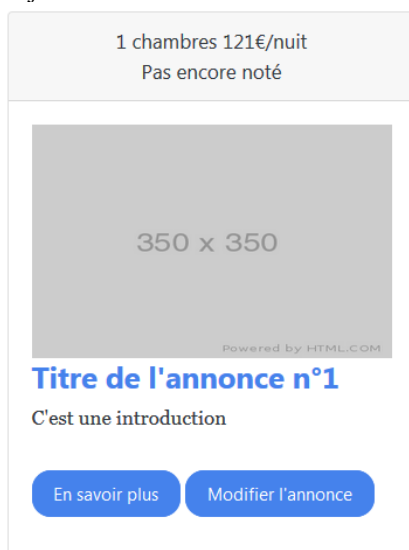 1 chambres 121€/nuit
Pas encore noté
350 x 350
Powered by HTML.COM
Titre de l'annonce n°1
C'est une introduction
En savoir plus
Modifier l'annonce